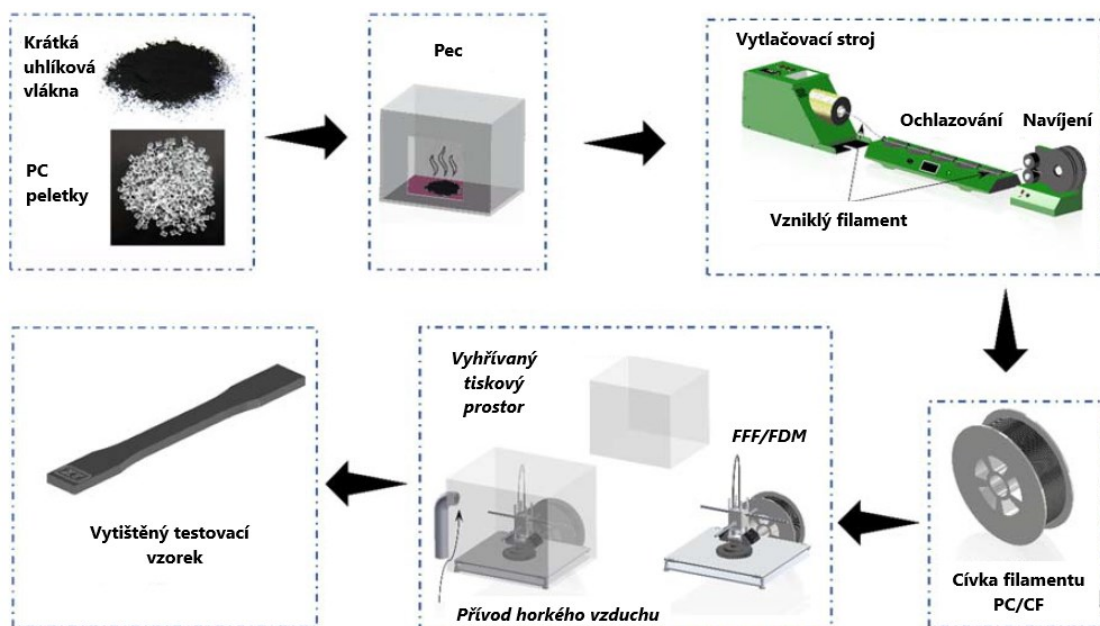 Krátká
uhlíková
vlákna
PC
peletky
Pec
Vytlačovací stroj
Ochlazování
Navíjení
Vzniklý filament
Cívka filamentu
PC/CF
Vyhřívaný
tiskový
prostor
FFF/FDM
Přívod horkého vzduchu
Vytištěný testovací
vzorek